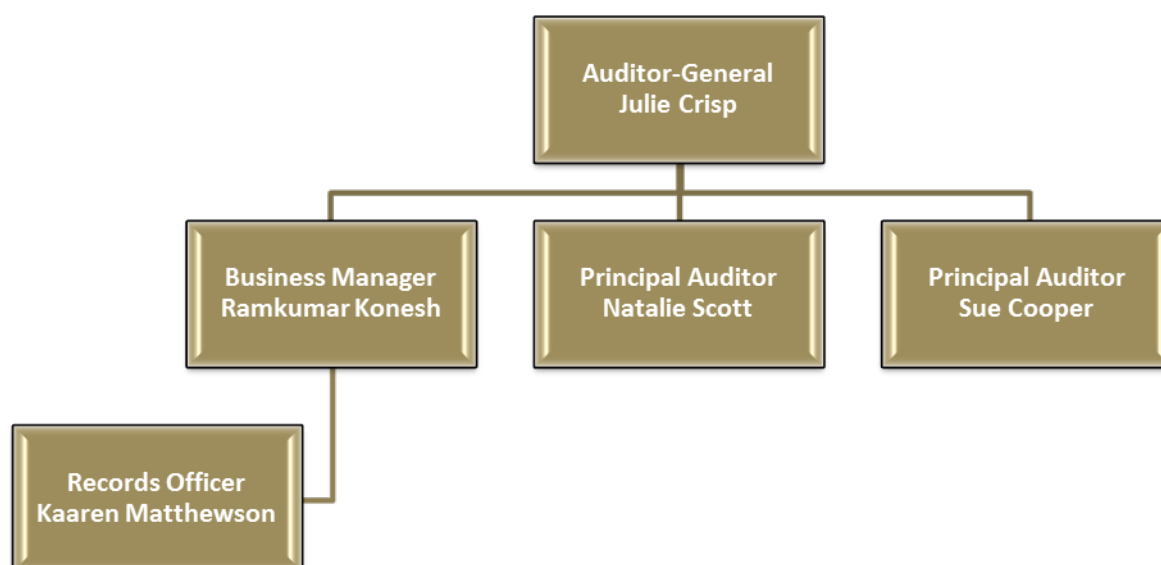 Auditor-General
Julie Crisp
Business Manager
Ramkumar Konesh
Principal Auditor
Natalie Scott
Principal Auditor
Sue Cooper
Records Officer
Kaaren Matthewson